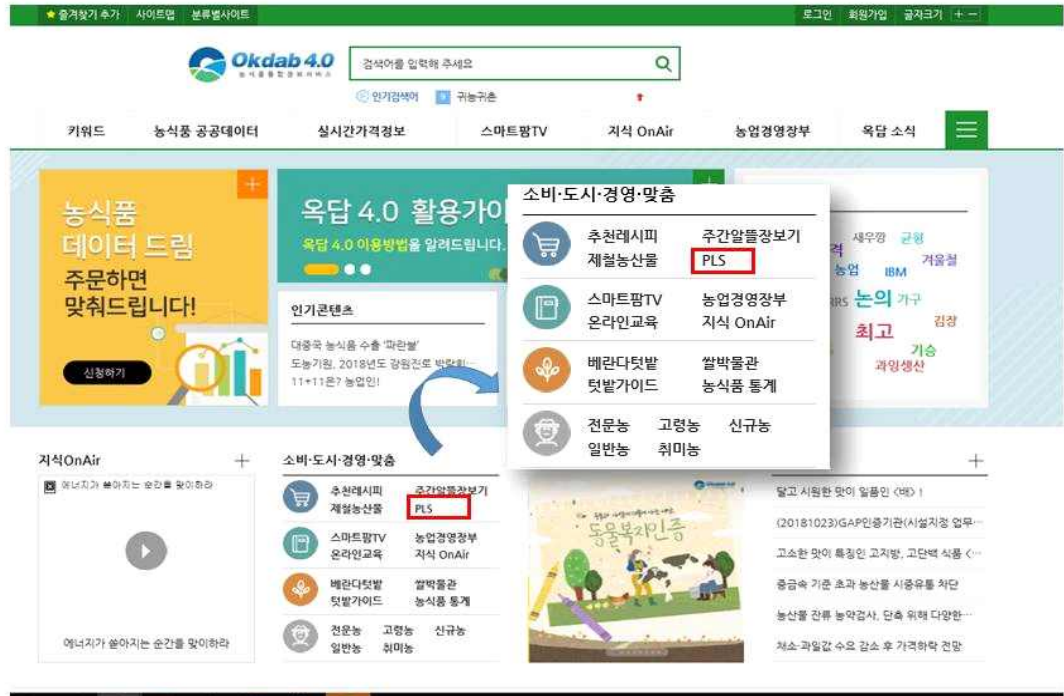 즐겨찾기 추가 사이트맵 분류별사이트
로그인 회원가입 글자크기 + -
Okdab 4.0
농식품통합정보서비스
검색어를 입력해 주세요
인기검색어 9 귀농귀촌
키워드 농식품 공공데이터 실시간가격정보 스마트팜TV 지식 OnAir 농업경영장부 옥답 소식
농식품
데이터 드림
주문하면
맞춰드립니다!
신청하기
옥답 4.0 활용가이
옥답 4.0 이용방법을 알려드립니다.
인기콘텐츠
대중국 농식품 수출 '파란불'
도농기원, 2018년도 강원진로 박람회…
11+11은? 농업인!
소비·도시·경영·맞춤
추천레시피 주간알뜰장보기
제철농산물 PLS
스마트팜TV 농업경영장부
온라인교육 지식 OnAir
베란다텃밭 쌀박물관
텃밭가이드 농식품 통계
전문농 고령농 신규농
일반농 취미농
새우깡 균형
격 겨울철
농업 IBM
RS 논의 가구
최고 김장
기승
과잉생산
지식OnAir
에너지가 쏟아지는 순간를 맞이하라
에너지가 쏟아지는 순간를 맞이하라
소비·도시·경영·맞춤
추천레시피 주간알뜰장보기
제철농산물 PLS
스마트팜TV 농업경영장부
온라인교육 지식 OnAir
베란다텃밭 쌀박물관
텃밭가이드 농식품 통계
전문농 고령농 신규농
일반농 취미농
동물복지인증
달고 시원한 맛이 일품인 <배> !
(20181023)GAP인증기관(시설지정 업무…
고소한 맛이 특징인 고지방, 고단백 식품 <…
중금속 기준 초과 농산물 시중유통 차단
농산물 잔류 농약검사, 단축 위해 다양한…
채소·과일값 수요 감소 후 가격하락 전망